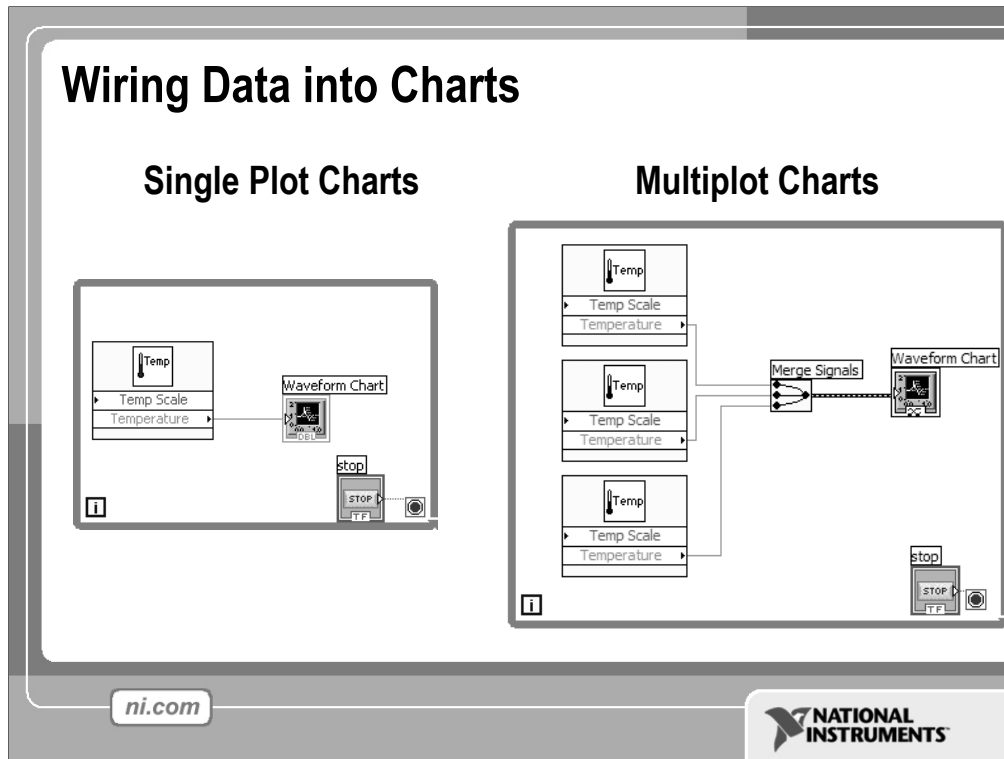 Wiring Data into Charts
Single Plot Charts
Multiplot Charts
Temp
Temp Scale
Temperature
Waveform Chart
DBL
stop
STOP
TF
i
Temp
Temp Scale
Temperature
Temp
Temp Scale
Temperature
Temp
Temp Scale
Temperature
Merge Signals
Waveform Chart
stop
STOP
TF
i
ni.com
NATIONAL
INSTRUMENTS